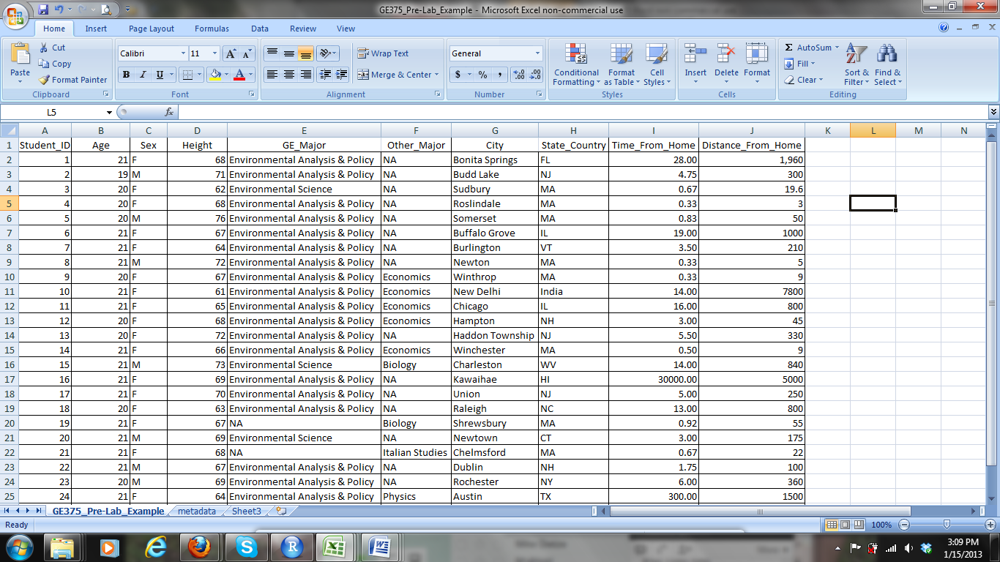 GE375_Pre-Lab_Example - Microsoft Excel non-commercial use
Home Insert Page Layout Formulas Data Review View
Paste Cut Copy Format Painter Clipboard
Calibri 11 A A B I U A Font
Wrap Text Merge & Center Alignment
General $ % , .0 .00 .00 .0 Number
Conditional Formatting Format as Table Cell Styles Styles
Insert Delete Format Cells
Σ AutoSum Fill Clear Sort & Filter Find & Select Editing
L5 fx
A B C D E F G H I J K L M N
1 Student_ID Age Sex Height GE_Major Other_Major City State_Country Time_From_Home Distance_From_Home
2 1 21 F 68 Environmental Analysis & Policy NA Bonita Springs FL 28.00 1,960
3 2 19 M 71 Environmental Analysis & Policy NA Budd Lake NJ 4.75 300
4 3 20 F 62 Environmental Science NA Sudbury MA 0.67 19.6
5 4 20 F 68 Environmental Analysis & Policy NA Roslindale MA 0.33 3
6 5 20 M 76 Environmental Analysis & Policy NA Somerset MA 0.83 50
7 6 21 F 67 Environmental Analysis & Policy NA Buffalo Grove IL 19.00 1000
8 7 21 F 64 Environmental Analysis & Policy NA Burlington VT 3.50 210
9 8 21 M 72 Environmental Analysis & Policy NA Newton MA 0.33 5
10 9 20 F 67 Environmental Analysis & Policy Economics Winthrop MA 0.33 9
11 10 21 F 61 Environmental Analysis & Policy Economics New Delhi India 14.00 7800
12 11 21 F 65 Environmental Analysis & Policy Economics Chicago IL 16.00 800
13 12 20 F 68 Environmental Analysis & Policy Economics Hampton NH 3.00 45
14 13 20 F 72 Environmental Analysis & Policy NA Haddon Township NJ 5.50 330
15 14 21 F 66 Environmental Analysis & Policy Economics Winchester MA 0.50 9
16 15 21 M 73 Environmental Science Biology Charleston WV 14.00 840
17 16 21 F 69 Environmental Analysis & Policy NA Kawaihae HI 30000.00 5000
18 17 21 F 70 Environmental Analysis & Policy NA Union NJ 5.00 250
19 18 20 F 63 Environmental Analysis & Policy NA Raleigh NC 13.00 800
20 19 21 F 67 NA Biology Shrewsbury MA 0.92 55
21 20 21 M 69 Environmental Science NA Newtown CT 3.00 175
22 21 21 F 68 NA Italian Studies Chelmsford MA 0.67 22
23 22 21 M 67 Environmental Analysis & Policy NA Dublin NH 1.75 100
24 23 20 M 69 Environmental Analysis & Policy NA Rochester NY 6.00 360
25 24 21 F 64 Environmental Analysis & Policy Physics Austin TX 300.00 1500
GE375_Pre-Lab_Example metadata Sheet3
Ready 100%
3:09 PM
1/15/2013